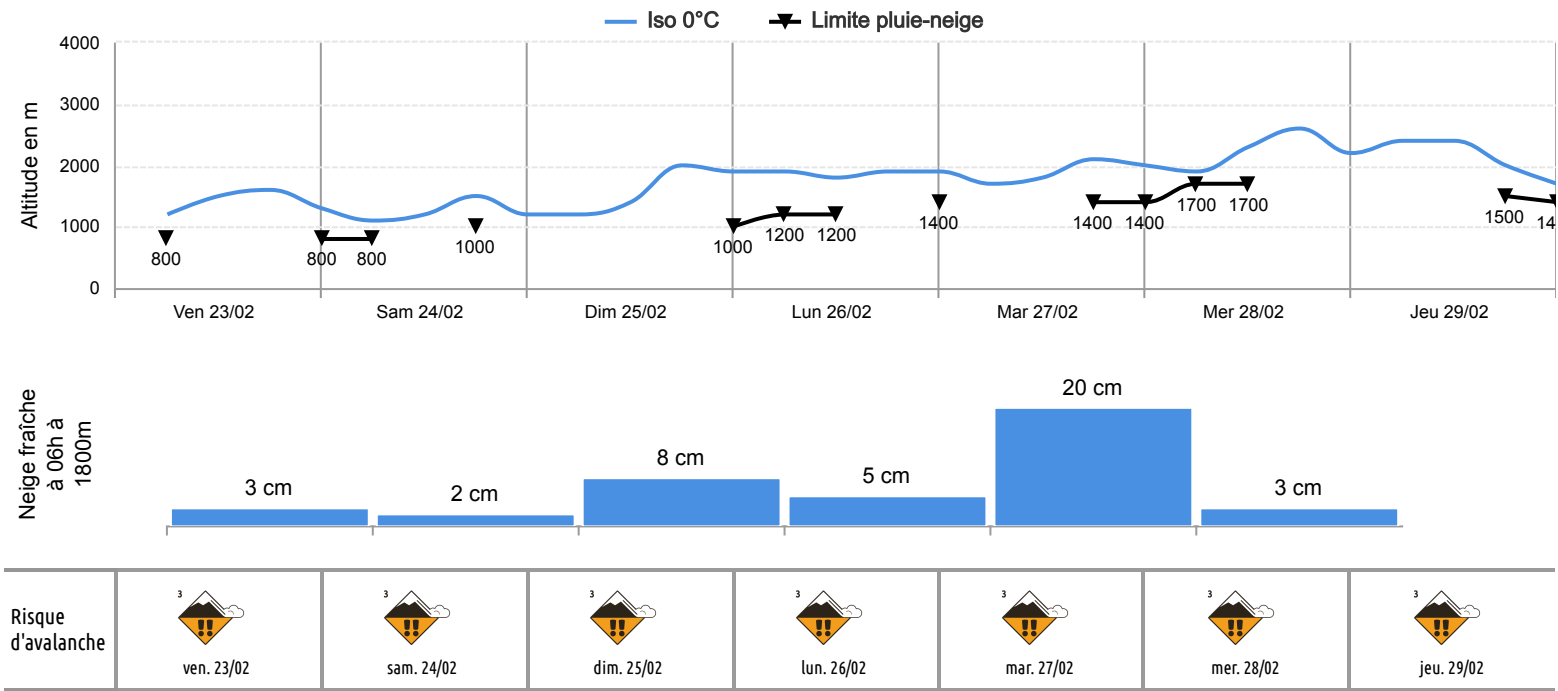 Iso 0°C
Limite pluie-neige
Altitude en m
4000
3000
2000
1000
0
800
800
800
1000
1000
1200
1200
1400
1400
1400
1700
1700
1500
14
Ven 23/02
Sam 24/02
Dim 25/02
Lun 26/02
Mar 27/02
Mer 28/02
Jeu 29/02
Neige fraîche
à 06h à
1800m
3 cm
2 cm
8 cm
5 cm
20 cm
3 cm
Risque
d'avalanche
3
3
3
3
3
3
3
!!
!!
!!
!!
!!
!!
!!
ven. 23/02
sam. 24/02
dim. 25/02
lun. 26/02
mar. 27/02
mer. 28/02
jeu. 29/02